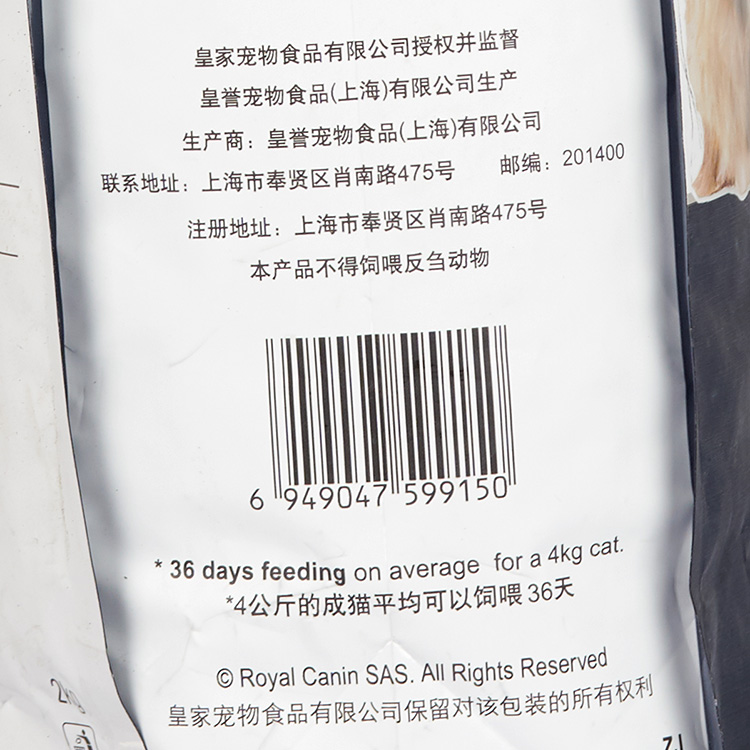 皇家宠物食品有限公司授权并监督
皇誉宠物食品(上海)有限公司生产
生产商：皇誉宠物食品(上海)有限公司
联系地址：上海市奉贤区肖南路475号 邮编：201400
注册地址：上海市奉贤区肖南路475号
本产品不得饲喂反刍动物
6 949047 599150
* 36 days feeding on average for a 4kg cat.
*4公斤的成猫平均可以饲喂36天
© Royal Canin SAS. All Rights Reserved
皇家宠物食品有限公司保留对该包装的所有权利